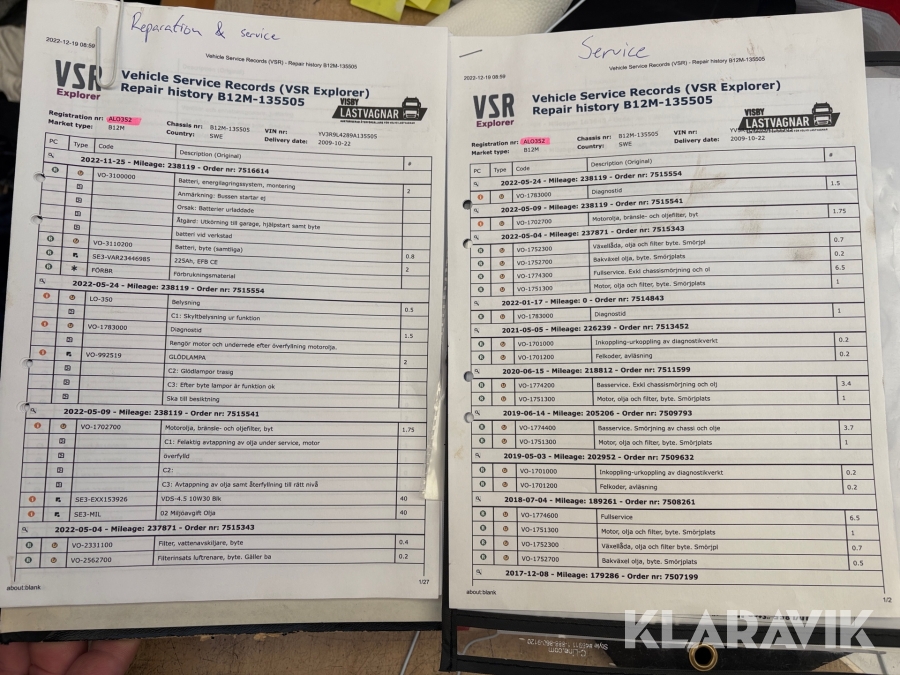 Reparation & service
2022-12-19 08:59
Vehicle Service Records (VSR) - Repair history B12M-135505
VSR
Explorer
Vehicle Service Records (VSR Explorer)
Repair history B12M-135505
VISBY
LASTVAGNAR
Registration nr: ALO352
Market type: B12M
Chassis nr: B12M-135505
Country: SWE
VIN nr: YV3R9L4289A135505
Delivery date: 2009-10-22
PC Type Code Description (Original) #
2022-11-25 - Mileage: 238119 - Order nr: 7516614
VO-3100000 Batteri, energilagringssystem, montering 2
Anmärkning: Bussen startar ej
Orsak: Batterier urladdade
Åtgärd: Utkörning till garage, hjälpstart samt byte
batteri vid verkstad
VO-3110200 Batteri, byte (samtliga) 0.8
SE3-VAR23446985 225Ah, EFB CE 2
FÖRBR Förbrukningsmaterial
2022-05-24 - Mileage: 238119 - Order nr: 7515554
LO-350 Belysning 0.5
C1: Skyltbelysning ur funktion
VO-1783000 Diagnostid 1.5
Rengör motor och underrede efter överfyllning motorolja.
VO-992519 GLÖDLAMPA 2
C2: Glödlampor trasig
C3: Efter byte lampor är funktion ok
Ska till besiktning
2022-05-09 - Mileage: 238119 - Order nr: 7515541
VO-1702700 Motorolja, bränsle- och oljefilter, byt 1.75
C1: Felaktig avtappning av olja under service, motor
överfylld
C2:
C3: Avtappning av olja samt återfyllning till rätt nivå
SE3-EXX153926 VDS-4.5 10W30 Blk 40
SE3-MIL 02 Miljöavgift Olja 40
2022-05-04 - Mileage: 237871 - Order nr: 7515343
VO-2331100 Filter, vattenavskiljare, byte 0.4
VO-2562700 Filterinsats luftrenare, byte. Gäller ba 0.2
about:blank 1/27
Service
2022-12-19 08:59
Vehicle Service Records (VSR) - Repair history B12M-135505
VSR
Explorer
Vehicle Service Records (VSR Explorer)
Repair history B12M-135505
VISBY
LASTVAGNAR
Registration nr: ALO352
Market type: B12M
Chassis nr: B12M-135505
Country: SWE
VIN nr:
Delivery date: 2009-10-22
PC Type Code Description (Original) #
2022-05-24 - Mileage: 238119 - Order nr: 7515554
VO-1783000 Diagnostid 1.5
2022-05-09 - Mileage: 238119 - Order nr: 7515541
VO-1702700 Motorolja, bränsle- och oljefilter, byt 1.75
2022-05-04 - Mileage: 237871 - Order nr: 7515343
VO-1752300 Växellåda, olja och filter byte. Smörjpl 0.7
VO-1752700 Bakväxel olja, byte. Smörjplats 0.2
VO-1774300 Fullservice. Exkl chassismörjning och ol 6.5
VO-1751300 Motor, olja och filter, byte. Smörjplats 1
2022-01-17 - Mileage: 0 - Order nr: 7514843
VO-1783000 Diagnostid 1
2021-05-05 - Mileage: 226239 - Order nr: 7513452
VO-1701000 Inkoppling-urkoppling av diagnostikverkt 0.2
VO-1701200 Felkoder, avläsning 0.2
2020-06-15 - Mileage: 218812 - Order nr: 7511599
VO-1774200 Basservice. Exkl chassismörjning och olj 3.4
VO-1751300 Motor, olja och filter, byte. Smörjplats 1
2019-06-14 - Mileage: 205206 - Order nr: 7509793
VO-1774400 Basservice. Smörjning av chassi och olje 3.7
VO-1751300 Motor, olja och filter, byte. Smörjplats 1
2019-05-03 - Mileage: 202952 - Order nr: 7509632
VO-1701000 Inkoppling-urkoppling av diagnostikverkt 0.2
VO-1701200 Felkoder, avläsning 0.2
2018-07-04 - Mileage: 189261 - Order nr: 7508261
VO-1774600 Fullservice 6.5
VO-1751300 Motor, olja och filter, byte. Smörjplats 1
VO-1752300 Växellåda, olja och filter byte. Smörjpl 0.7
VO-1752700 Bakväxel olja, byte. Smörjplats 0.5
2017-12-08 - Mileage: 179286 - Order nr: 7507199
about:blank 1/2
KLARAVIK